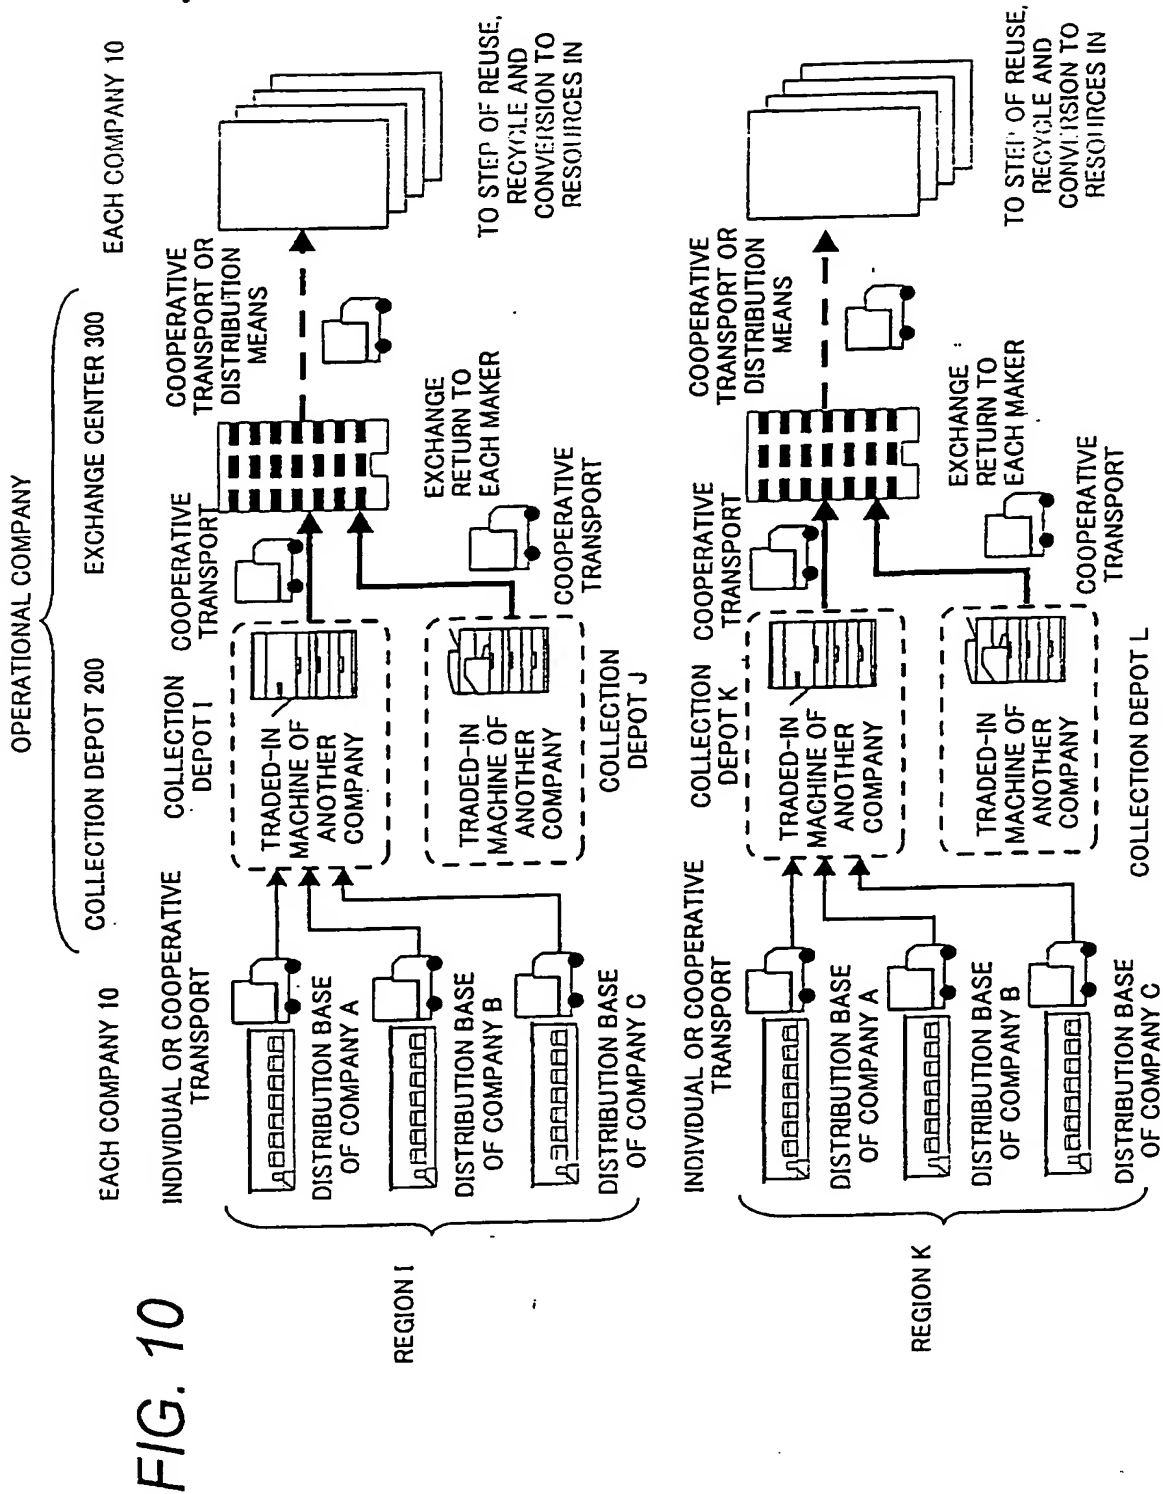 FIG. 10
OPERATIONAL COMPANY
EACH COMPANY 10
COLLECTION DEPOT 200
EXCHANGE CENTER 300
EACH COMPANY 10
REGION I
INDIVIDUAL OR COOPERATIVE
TRANSPORT
DISTRIBUTION BASE
OF COMPANY A
DISTRIBUTION BASE
OF COMPANY B
DISTRIBUTION BASE
OF COMPANY C
COLLECTION
DEPOT I
TRADED-IN
MACHINE OF
ANOTHER
COMPANY
TRADED-IN
MACHINE OF
ANOTHER
COMPANY
COLLECTION
DEPOT J
COOPERATIVE
TRANSPORT
COOPERATIVE
TRANSPORT
EXCHANGE
RETURN TO
EACH MAKER
COOPERATIVE
TRANSPORT OR
DISTRIBUTION
MEANS
TO STEP OF REUSE,
RECYCLE AND
CONVERSION TO
RESOURCES IN
REGION K
INDIVIDUAL OR COOPERATIVE
TRANSPORT
DISTRIBUTION BASE
OF COMPANY A
DISTRIBUTION BASE
OF COMPANY B
DISTRIBUTION BASE
OF COMPANY C
COLLECTION
DEPOT K
TRADED-IN
MACHINE OF
ANOTHER
COMPANY
TRADED-IN
MACHINE OF
ANOTHER
COMPANY
COLLECTION DEPOT L
COOPERATIVE
TRANSPORT
COOPERATIVE
TRANSPORT
EXCHANGE
RETURN TO
EACH MAKER
COOPERATIVE
TRANSPORT OR
DISTRIBUTION
MEANS
TO STEP OF REUSE,
RECYCLE AND
CONVERSION TO
RESOURCES IN